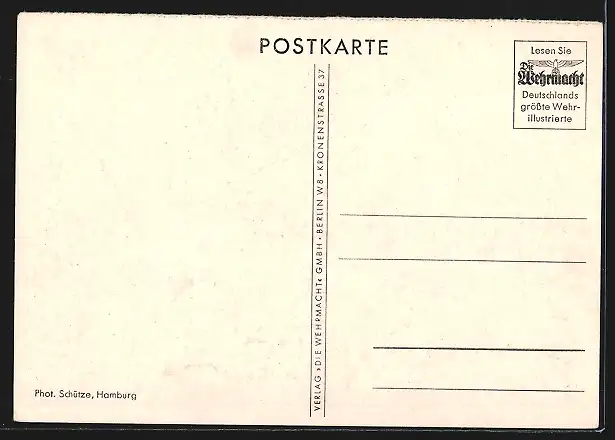 POSTKARTE
Lesen Sie
Die
Wehrmacht
Deutschlands
größte Wehr-
illustrierte
VERLAG »DIE WEHRMACHT« GMBH · BERLIN W 8 · KRONENSTRASSE 37
Phot. Schütze, Hamburg